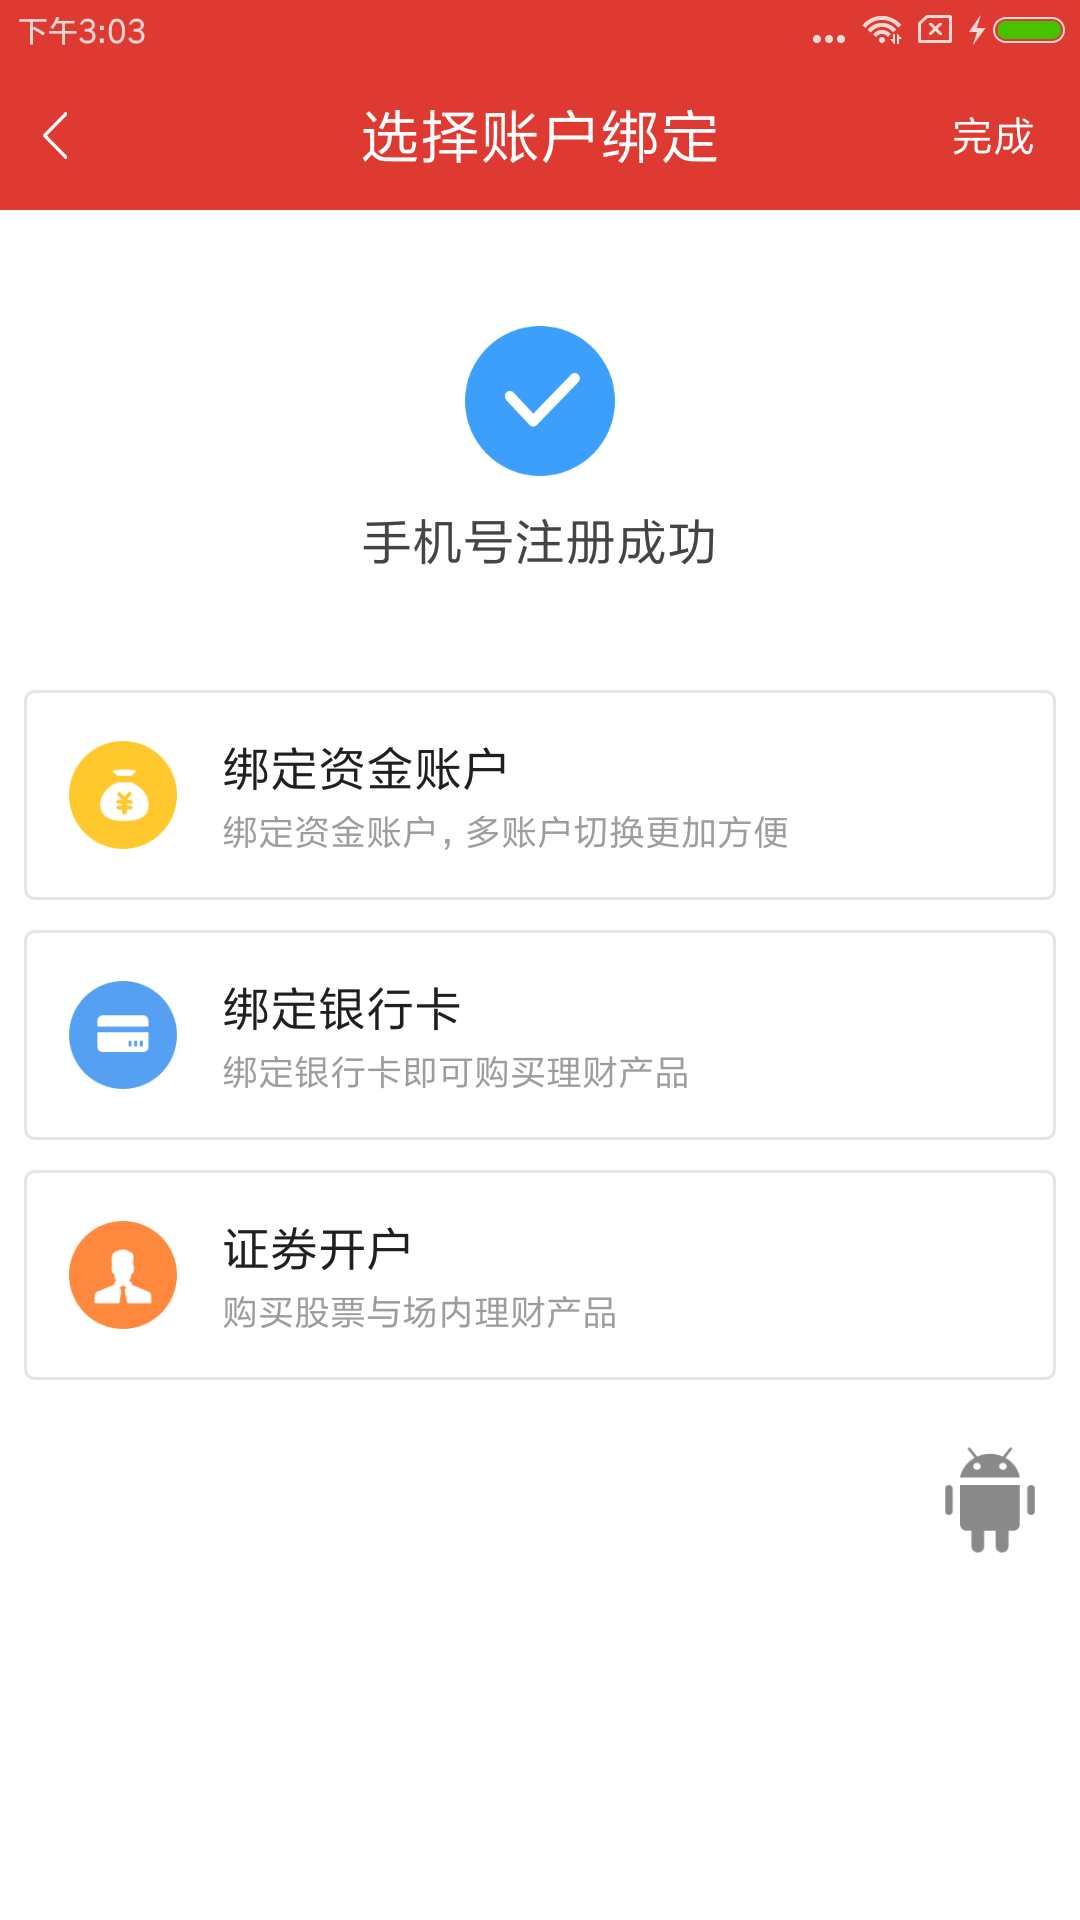 下午3:03
选择账户绑定
完成
手机号注册成功
绑定资金账户
绑定资金账户，多账户切换更加方便
绑定银行卡
绑定银行卡即可购买理财产品
证券开户
购买股票与场内理财产品